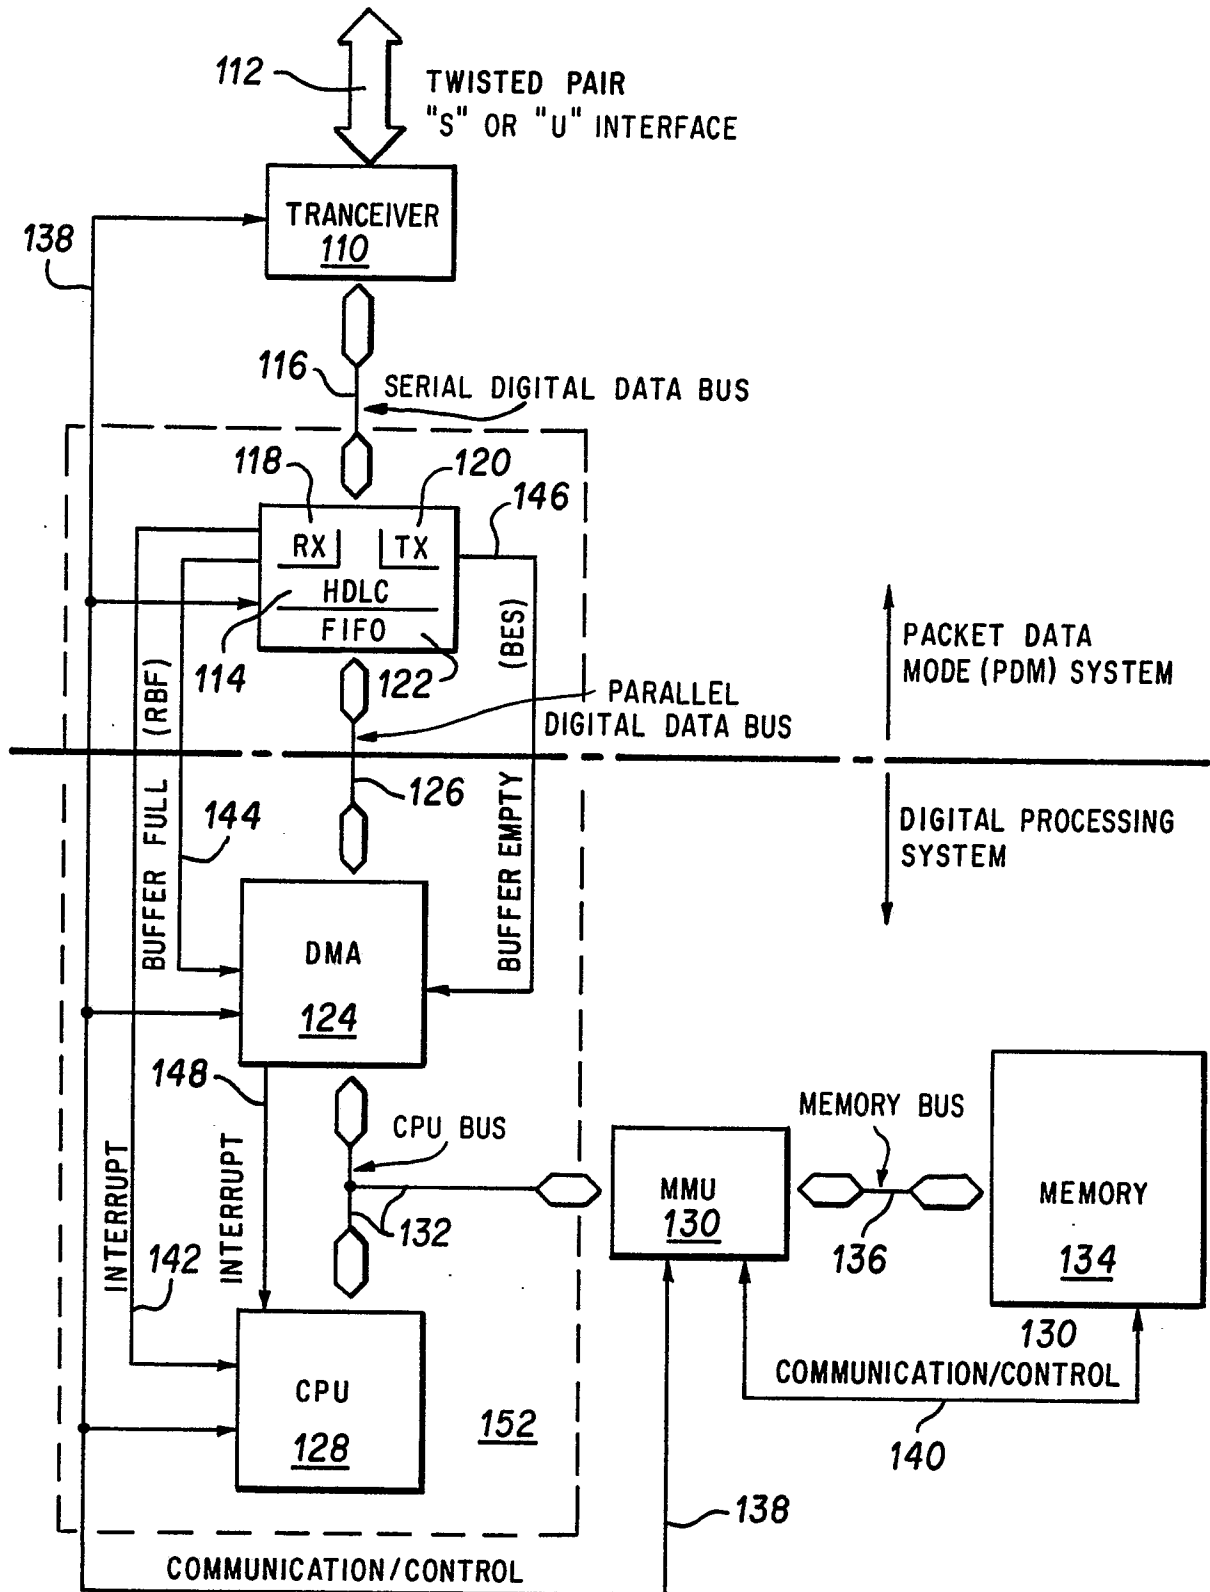 112
TWISTED PAIR
"S" OR "U" INTERFACE
TRANCEIVER
110
138
116
SERIAL DIGITAL DATA BUS
118
120
146
RX
TX
HDLC
FIFO
114
122
(BES)
BUFFER EMPTY
BUFFER FULL (RBF)
PACKET DATA
MODE (PDM) SYSTEM
PARALLEL
DIGITAL DATA BUS
126
144
DIGITAL PROCESSING
SYSTEM
DMA
124
148
CPU BUS
MEMORY BUS
INTERRUPT
142
INTERRUPT
132
MMU
130
136
MEMORY
134
130
COMMUNICATION/CONTROL
140
CPU
128
152
138
COMMUNICATION/CONTROL